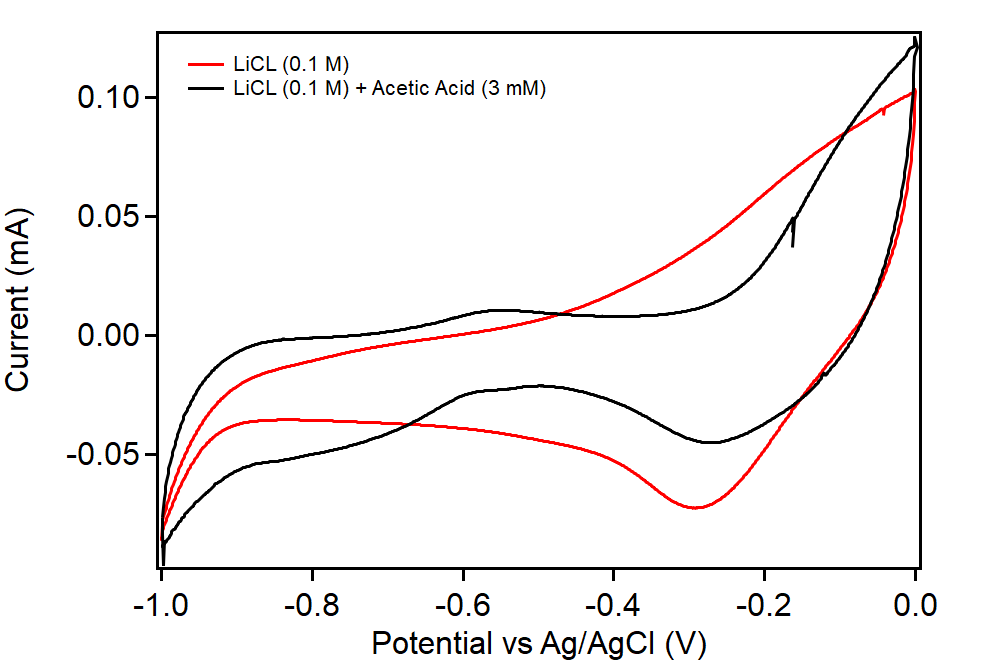 LiCL (0.1 M)
LiCL (0.1 M) + Acetic Acid (3 mM)
0.10
0.05
0.00
-0.05
Current (mA)
-1.0 -0.8 -0.6 -0.4 -0.2 0.0
Potential vs Ag/AgCl (V)